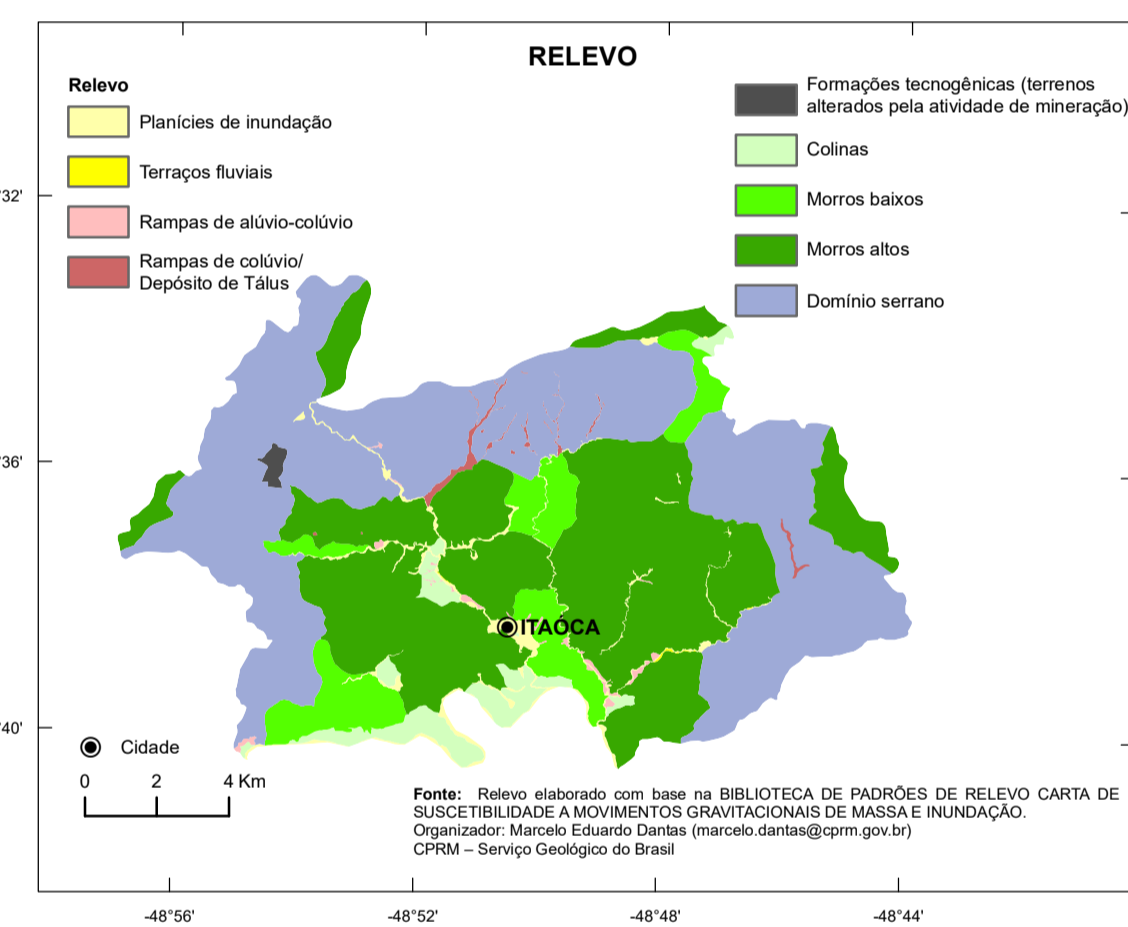 RELEVO
Relevo
Planícies de inundação
Terraços fluviais
Rampas de alúvio-colúvio
Rampas de colúvio/
Depósito de Tálus
Formações tecnogênicas (terrenos
alterados pela atividade de mineração)
Colinas
Morros baixos
Morros altos
Domínio serrano
32'
36'
40'
ITAÓCA
Cidade
0 2 4 Km
Fonte: Relevo elaborado com base na BIBLIOTECA DE PADRÕES DE RELEVO CARTA DE
SUSCETIBILIDADE A MOVIMENTOS GRAVITACIONAIS DE MASSA E INUNDAÇÃO.
Organizador: Marcelo Eduardo Dantas (marcelo.dantas@cprm.gov.br)
CPRM – Serviço Geológico do Brasil
-48°56' -48°52' -48°48' -48°44'